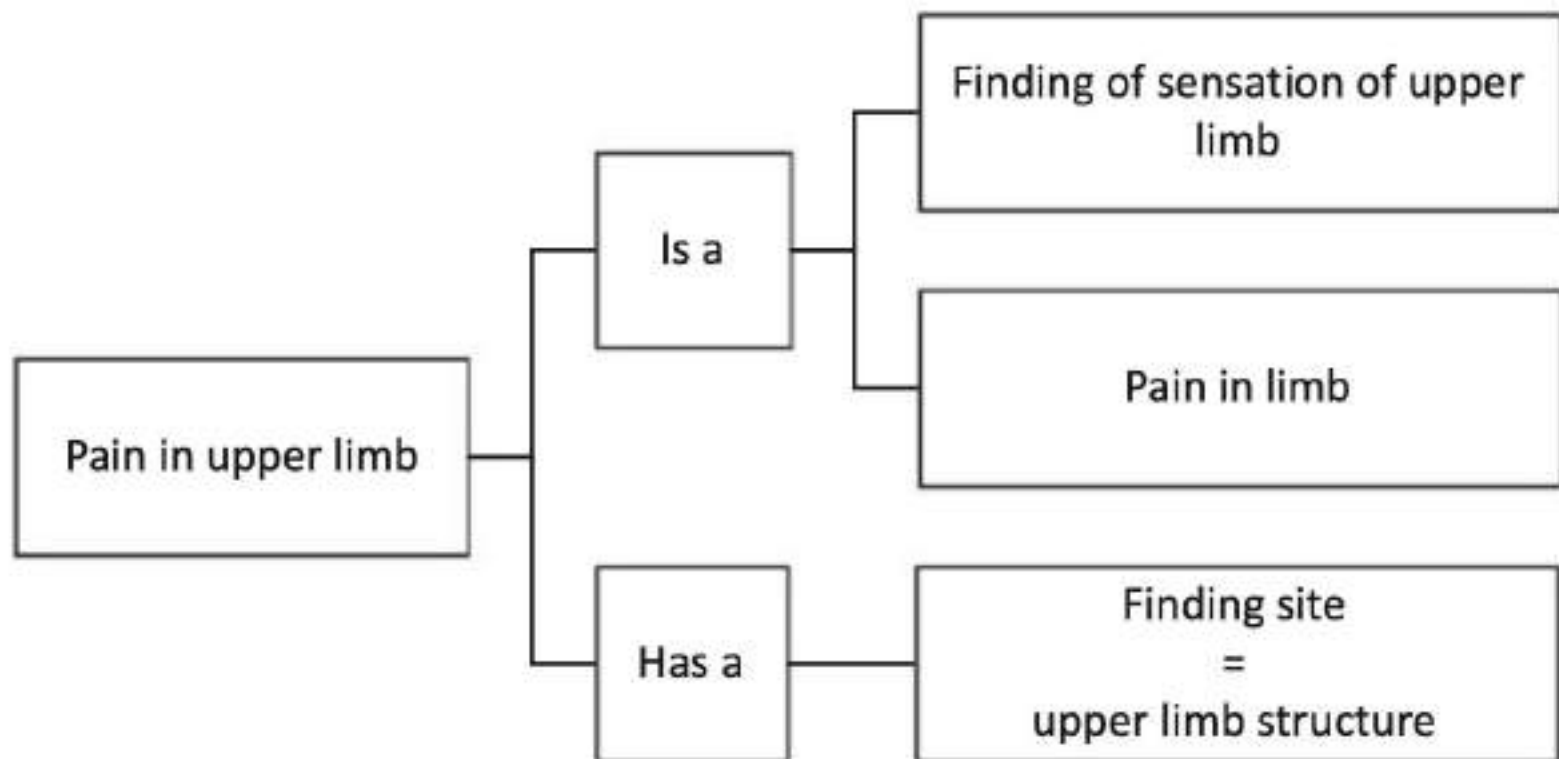 Finding of sensation of upper
limb
Is a
Pain in limb
Pain in upper limb
Finding site
Has a
=
upper limb structure